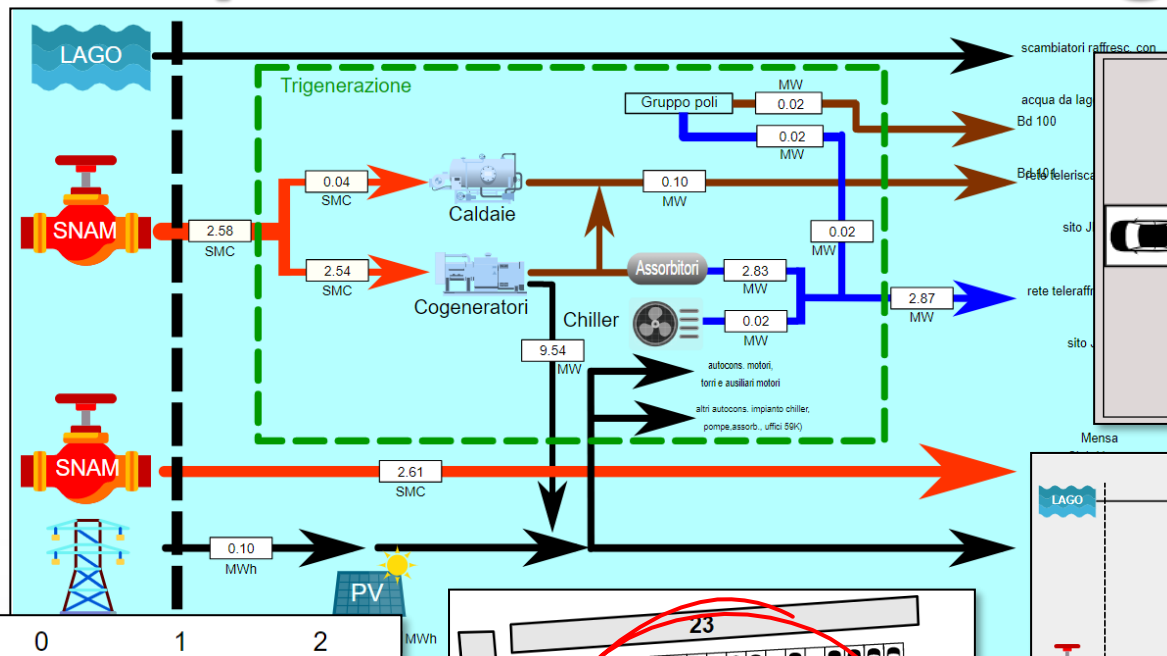 LAGO
scambiatori raffresc. con
Trigenerazione
MW
Gruppo poli
0.02
acqua da lag
Bd 100
0.02
MW
0.04
SMC
Caldaie
0.10
MW
SNAM
2.58
SMC
0.02
MW
sito J
2.54
SMC
Cogeneratori
Assorbitori
2.83
MW
Chiller
0.02
MW
2.87
MW
rete teleraffr
sito J
9.54
MW
autocons. motori,
torri e ausiliari motori
altri autocons. impianto chiller,
pompe,assorb., uffici 59K)
Mensa
SNAM
2.61
SMC
LAGO
0.10
MWh
PV
MWh
0 1 2
23